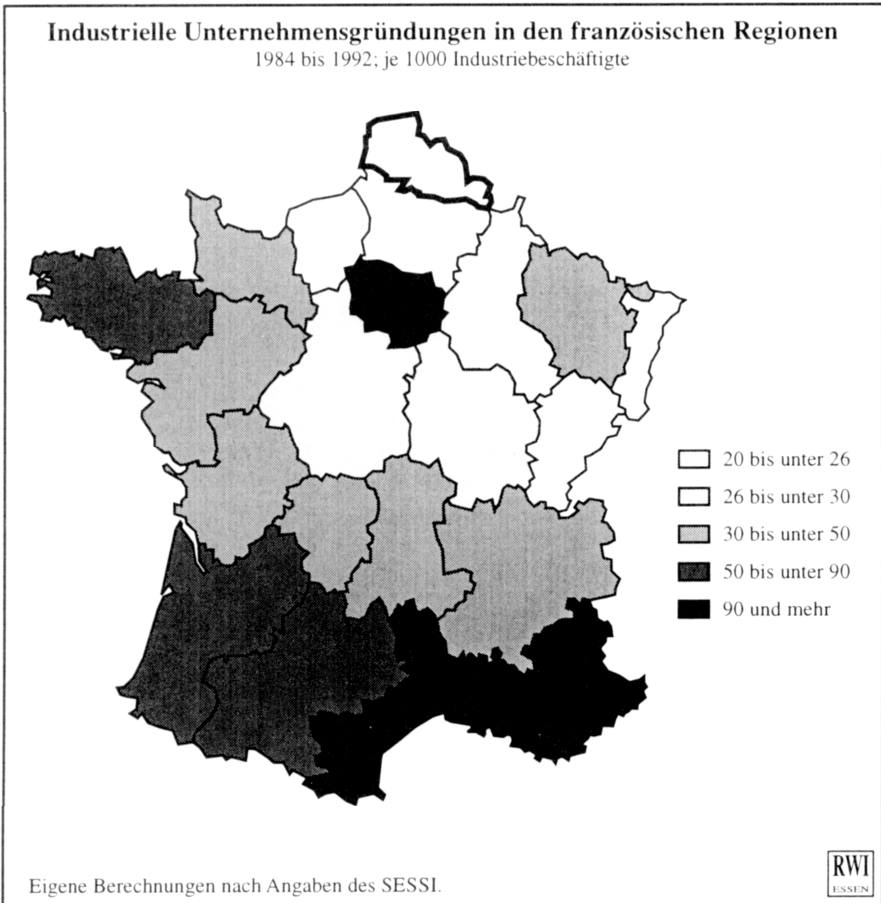 Industrielle Unternehmensgründungen in den französischen Regionen
1984 bis 1992; je 1000 Industriebeschäftigte
20 bis unter 26
26 bis unter 30
30 bis unter 50
50 bis unter 90
90 und mehr
Eigene Berechnungen nach Angaben des SESSI.
RWI
ESSEN